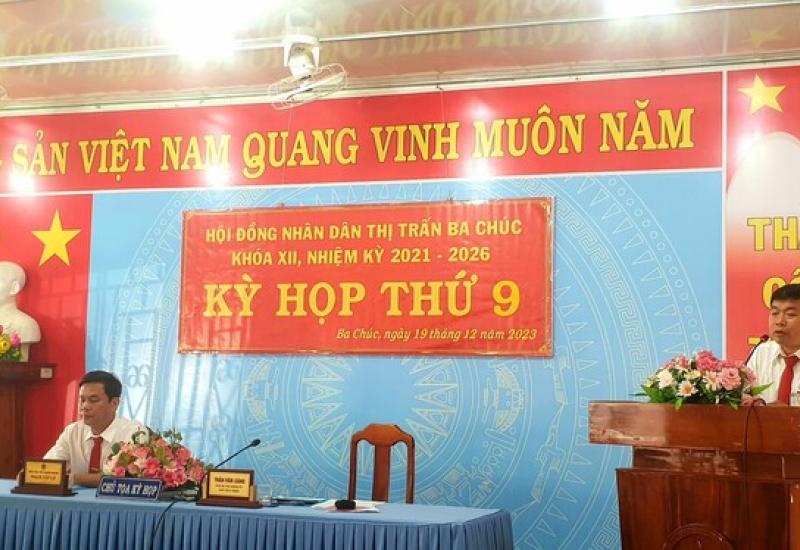 SẢN VIỆT NAM QUANG VINH MUÔN NĂM
HỘI ĐỒNG NHÂN DÂN THỊ TRẤN BA CHÚC
KHÓA XII, NHIỆM KỲ 2021 - 2026
KỲ HỌP THỨ 9
Ba Chúc, ngày 19 tháng 12 năm 2023
TH
CHỦ TỌA KỲ HỌP